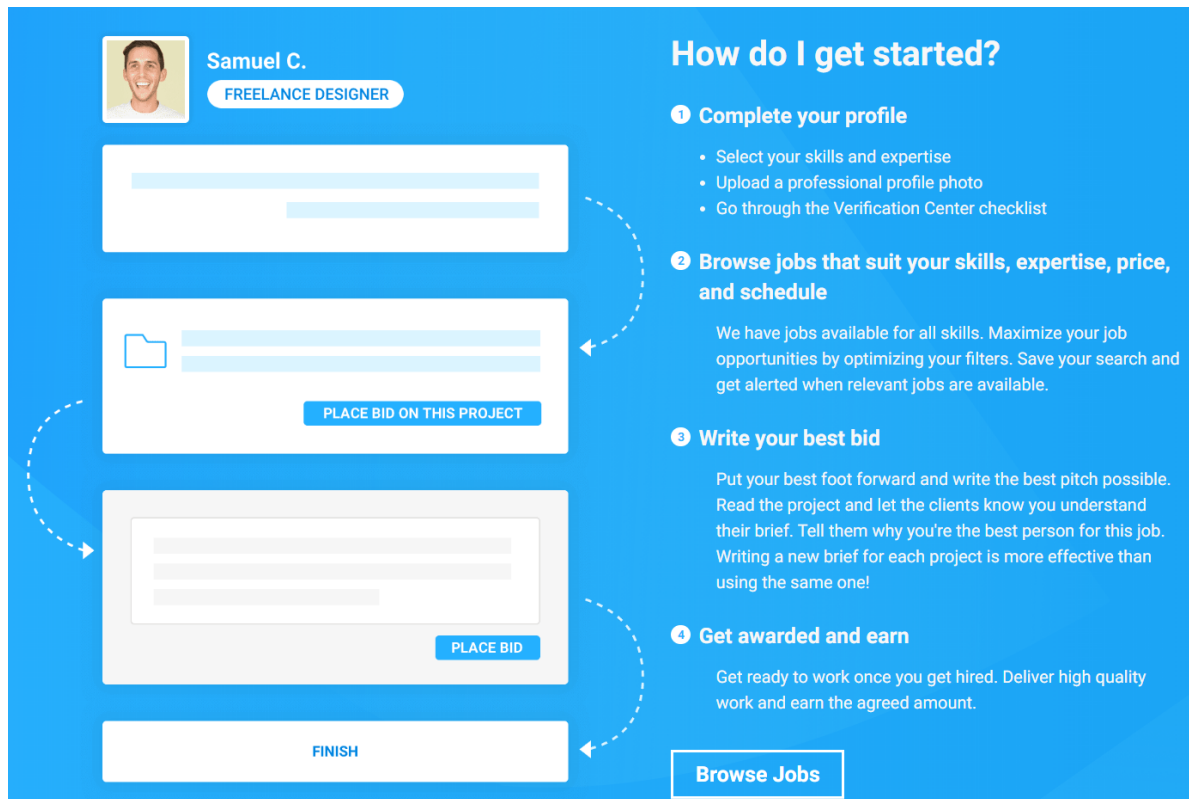 Samuel C.
FREELANCE DESIGNER
PLACE BID ON THIS PROJECT
PLACE BID
FINISH
How do I get started?
1 Complete your profile
• Select your skills and expertise
• Upload a professional profile photo
• Go through the Verification Center checklist
2 Browse jobs that suit your skills, expertise, price,
and schedule
We have jobs available for all skills. Maximize your job
opportunities by optimizing your filters. Save your search and
get alerted when relevant jobs are available.
3 Write your best bid
Put your best foot forward and write the best pitch possible.
Read the project and let the clients know you understand
their brief. Tell them why you're the best person for this job.
Writing a new brief for each project is more effective than
using the same one!
4 Get awarded and earn
Get ready to work once you get hired. Deliver high quality
work and earn the agreed amount.
Browse Jobs